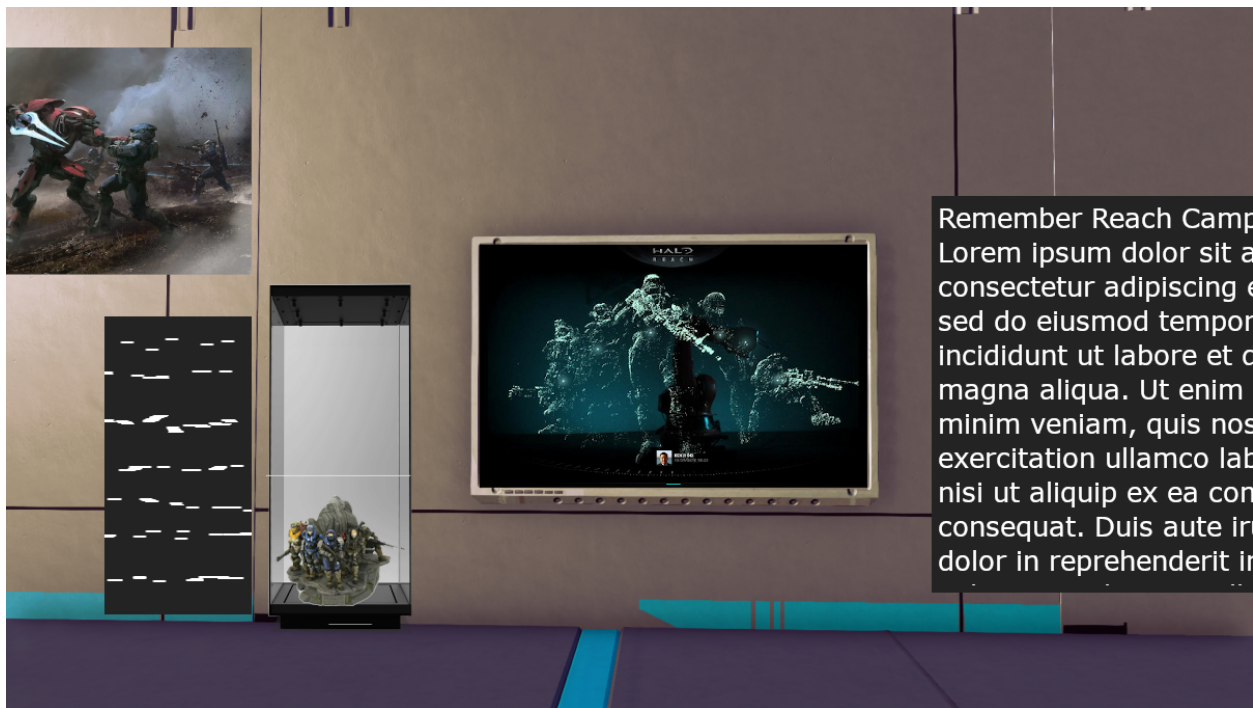 HALO
REACH
Remember Reach Camp
Lorem ipsum dolor sit a
consectetur adipiscing e
sed do eiusmod tempor
incididunt ut labore et d
magna aliqua. Ut enim
minim veniam, quis nos
exercitation ullamco lab
nisi ut aliquip ex ea con
consequat. Duis aute iru
dolor in reprehenderit in